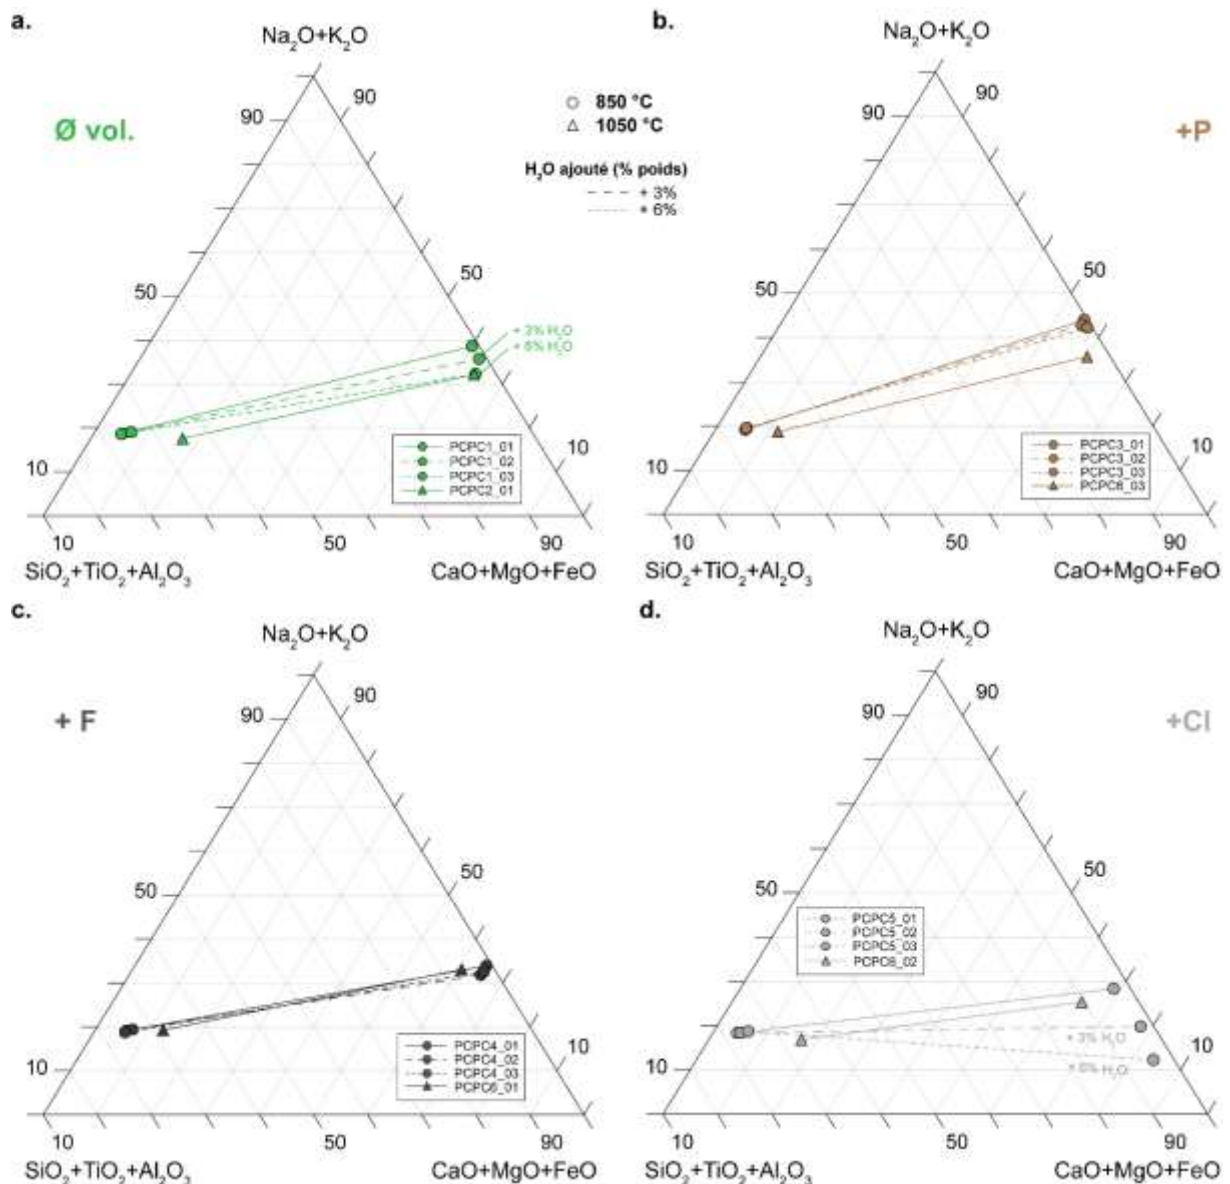 a.
Na₂O+K₂O
90
90
Ø vol.
50
50
+ 3% H₂O
+ 6% H₂O
10
10
PCPC1_01
PCPC1_02
PCPC1_03
PCPC2_01
10
50
90
SiO₂+TiO₂+Al₂O₃
CaO+MgO+FeO
850 °C
1050 °C
H₂O ajouté (% poids)
+ 3%
+ 6%
b.
Na₂O+K₂O
90
90
+P
50
50
10
10
PCPC3_01
PCPC3_02
PCPC3_03
PCPC6_03
10
50
90
SiO₂+TiO₂+Al₂O₃
CaO+MgO+FeO
c.
Na₂O+K₂O
90
90
+ F
50
50
10
10
PCPC4_01
PCPC4_02
PCPC4_03
PCPC6_01
10
50
90
SiO₂+TiO₂+Al₂O₃
CaO+MgO+FeO
d.
Na₂O+K₂O
90
90
+Cl
50
50
PCPC5_01
PCPC5_02
PCPC5_03
PCPC6_02
+ 3% H₂O
+ 6% H₂O
10
10
10
50
90
SiO₂+TiO₂+Al₂O₃
CaO+MgO+FeO